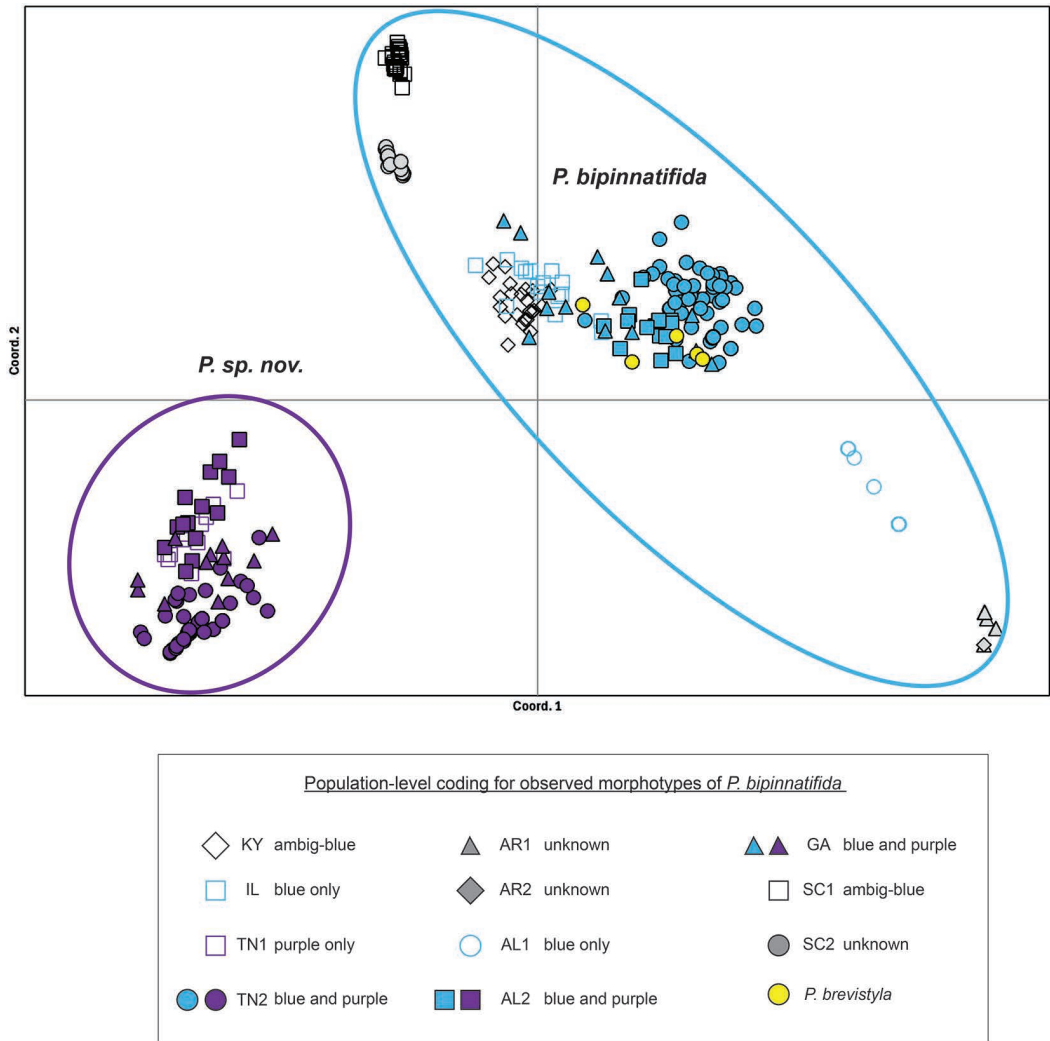 P. bipinnatifida
P. sp. nov.
Coord. 2
Coord. 1
Population-level coding for observed morphotypes of P. bipinnatifida
KY ambig-blue
AR1 unknown
GA blue and purple
IL blue only
AR2 unknown
SC1 ambig-blue
TN1 purple only
AL1 blue only
SC2 unknown
TN2 blue and purple
AL2 blue and purple
P. brevistyla